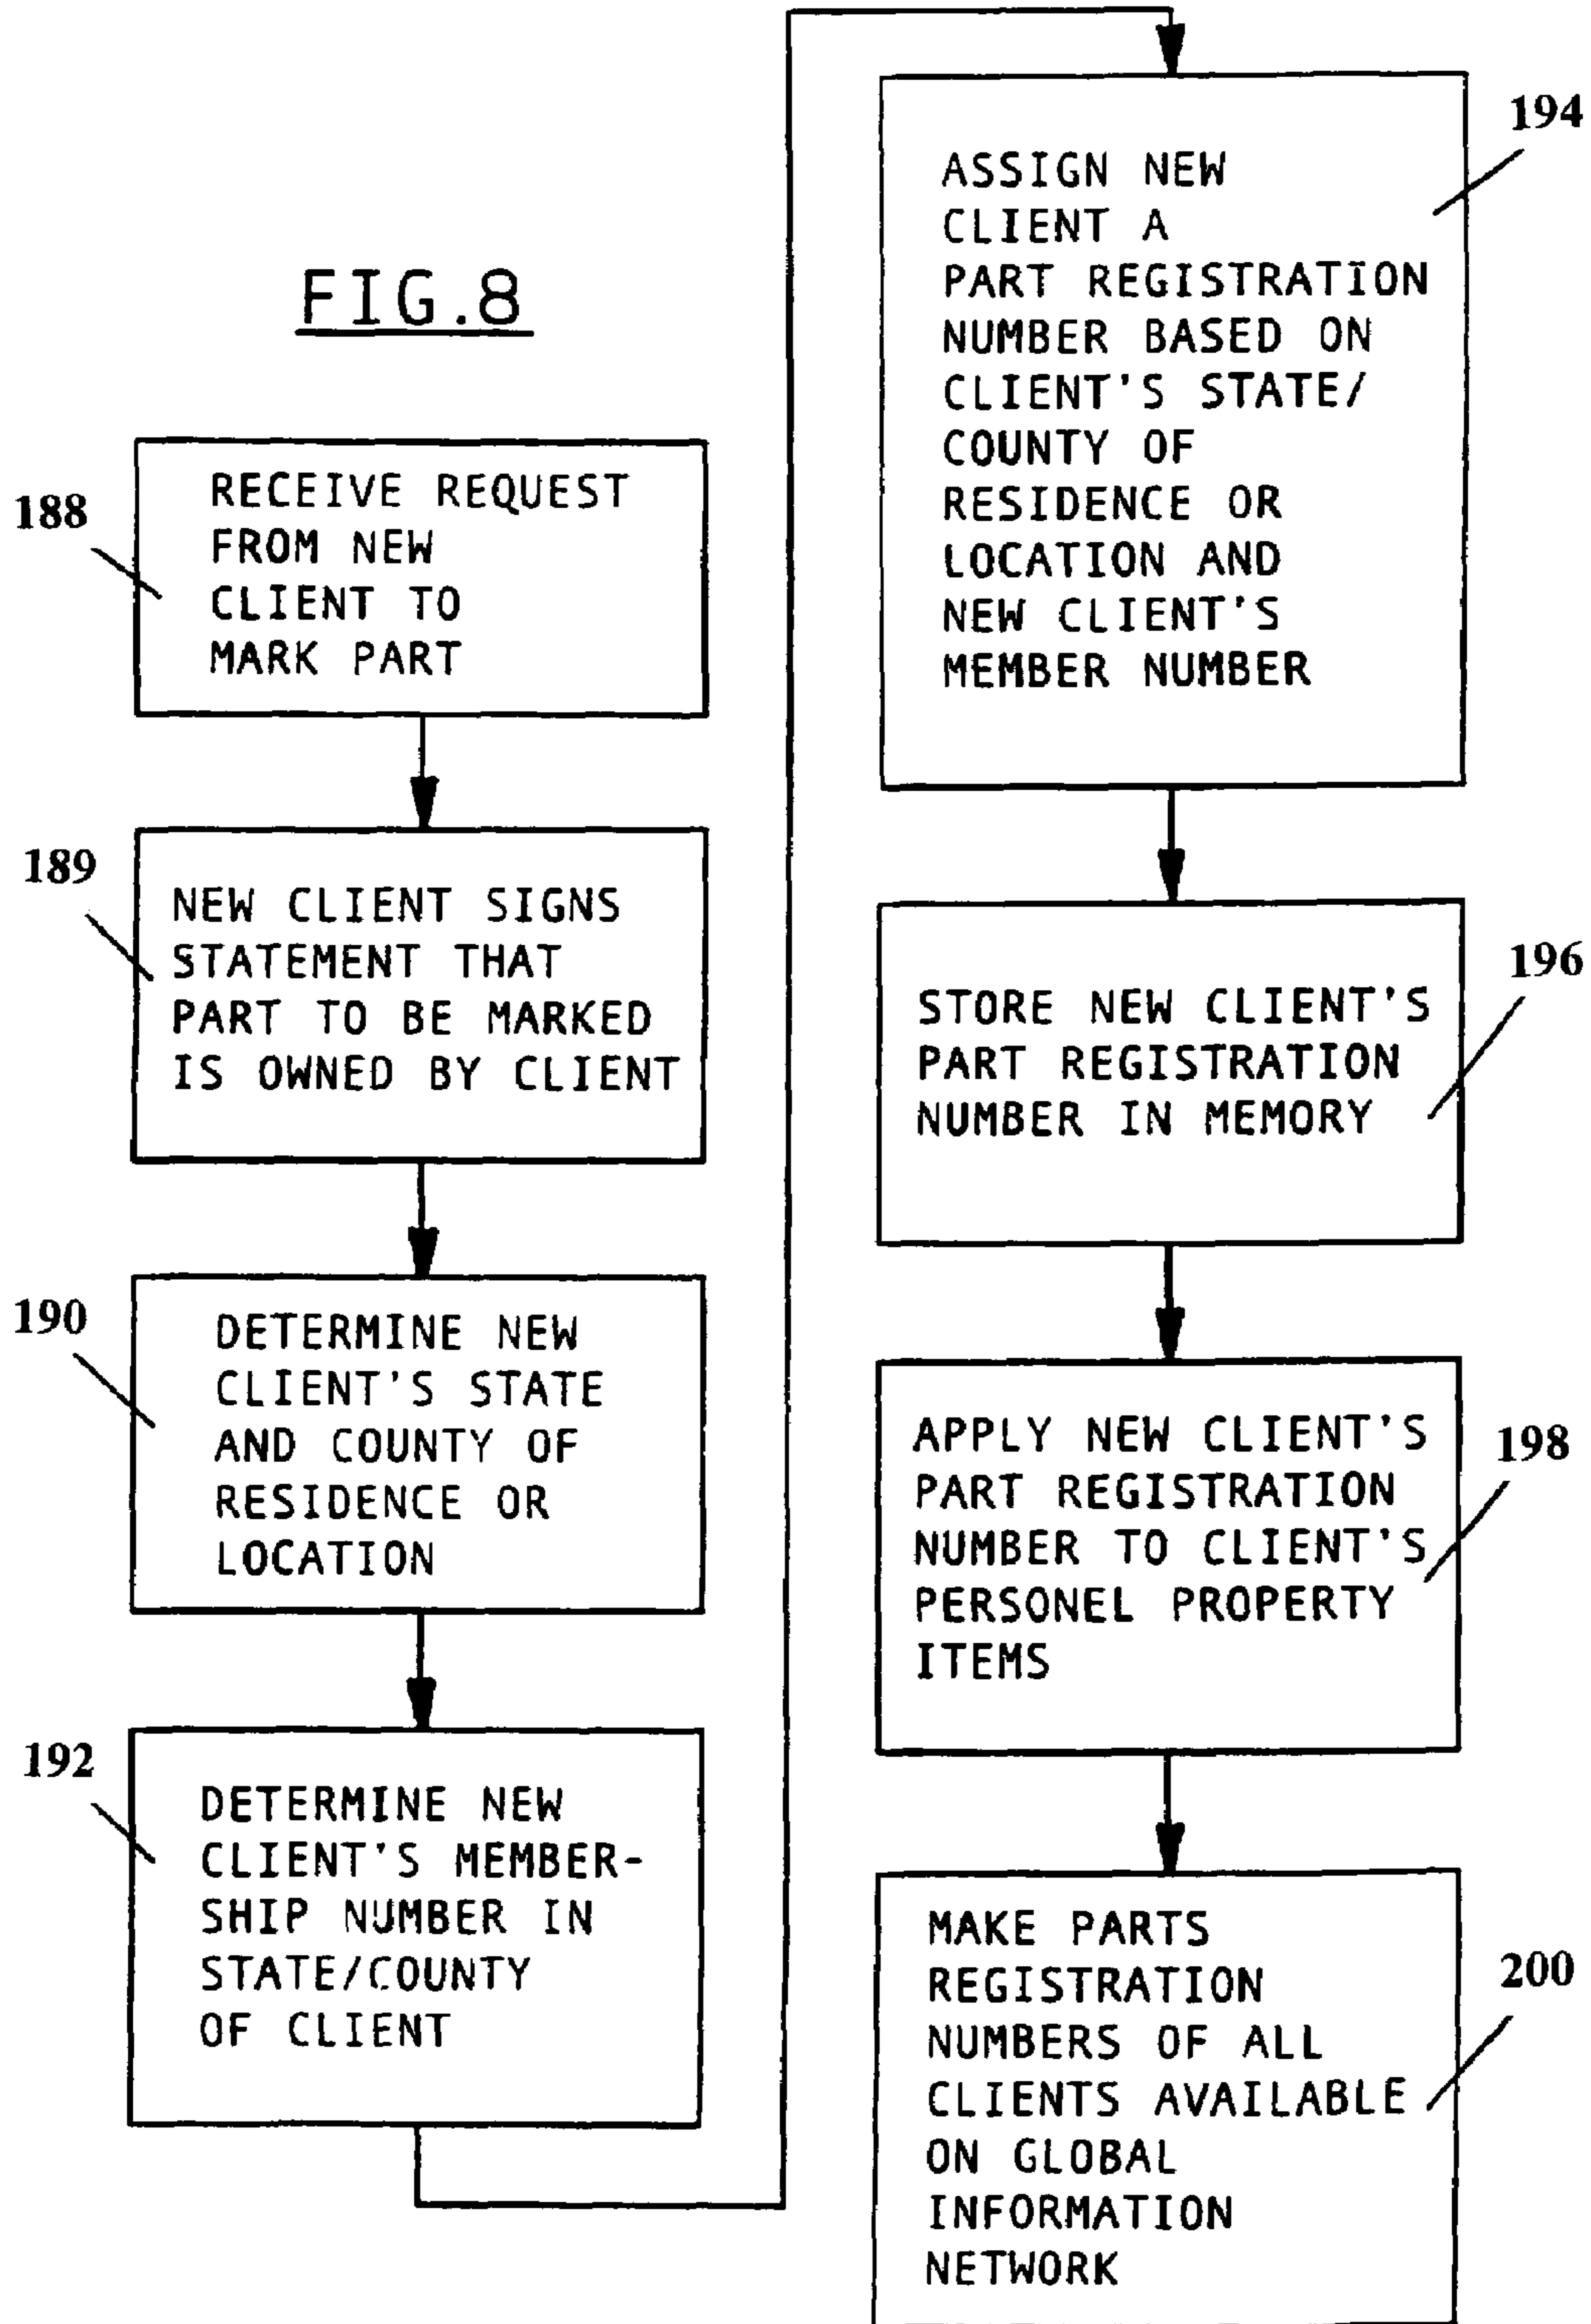 FIG.8
188
RECEIVE REQUEST
FROM NEW
CLIENT TO
MARK PART
189
NEW CLIENT SIGNS
STATEMENT THAT
PART TO BE MARKED
IS OWNED BY CLIENT
190
DETERMINE NEW
CLIENT'S STATE
AND COUNTY OF
RESIDENCE OR
LOCATION
192
DETERMINE NEW
CLIENT'S MEMBER-
SHIP NUMBER IN
STATE/COUNTY
OF CLIENT
194
ASSIGN NEW
CLIENT A
PART REGISTRATION
NUMBER BASED ON
CLIENT'S STATE/
COUNTY OF
RESIDENCE OR
LOCATION AND
NEW CLIENT'S
MEMBER NUMBER
196
STORE NEW CLIENT'S
PART REGISTRATION
NUMBER IN MEMORY
198
APPLY NEW CLIENT'S
PART REGISTRATION
NUMBER TO CLIENT'S
PERSONEL PROPERTY
ITEMS
200
MAKE PARTS
REGISTRATION
NUMBERS OF ALL
CLIENTS AVAILABLE
ON GLOBAL
INFORMATION
NETWORK